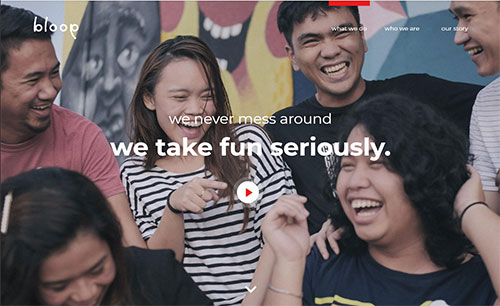 bloop
what we do
who we are
our story
we never mess around
we take fun seriously.